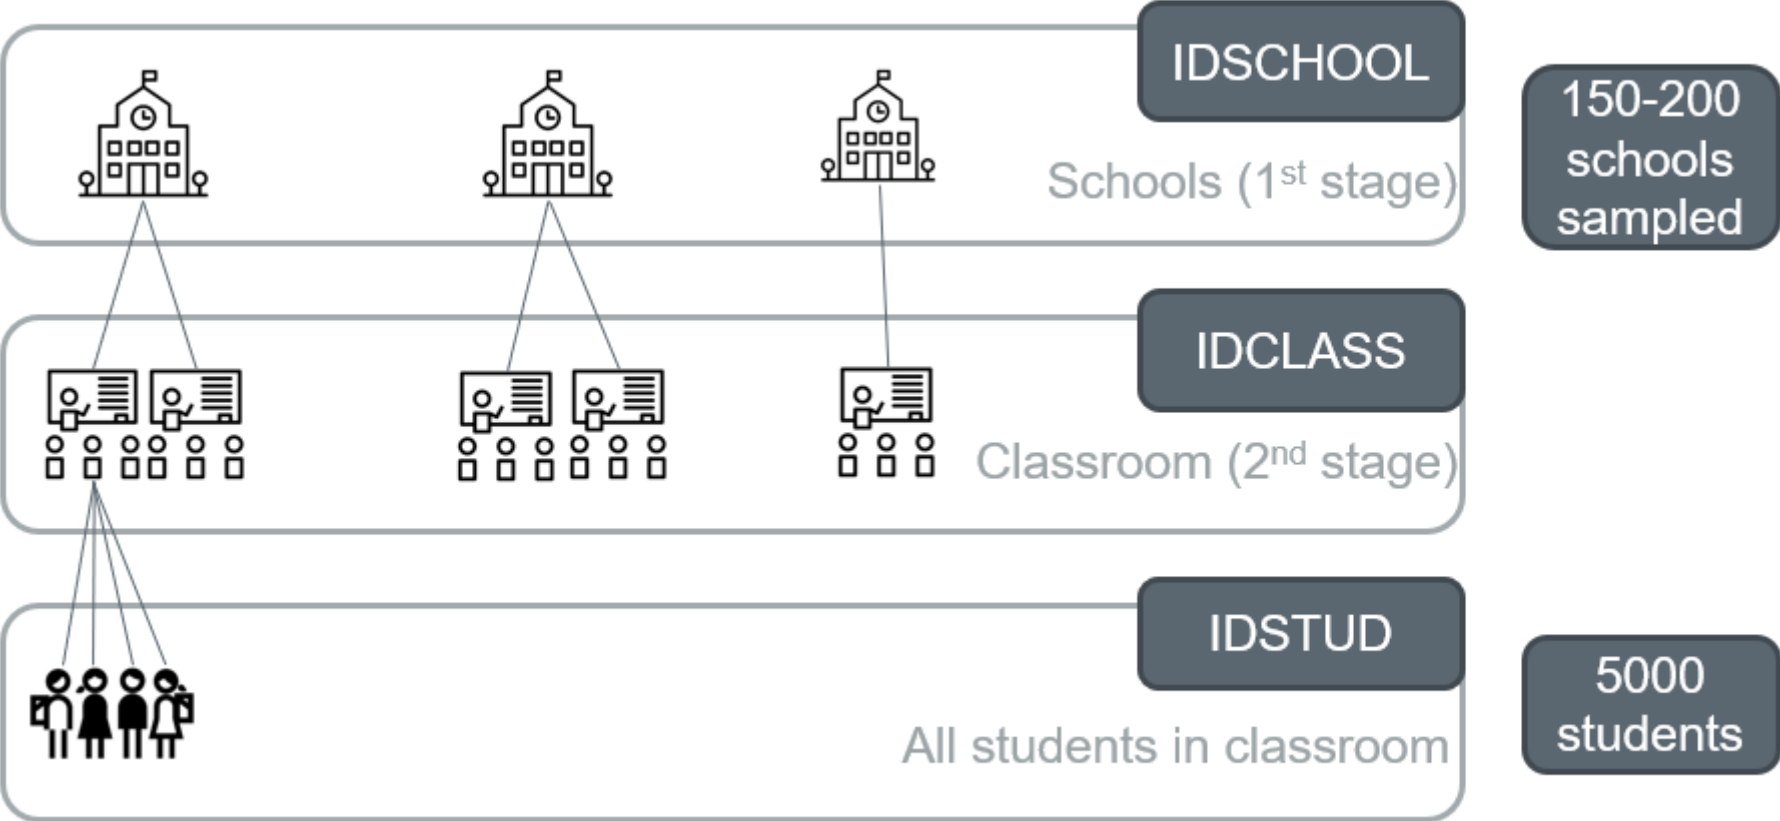 IDSCHOOL
150-200
schools
sampled
Schools (1st stage)
IDCLASS
Classroom (2nd stage)
IDSTUD
5000
students
All students in classroom